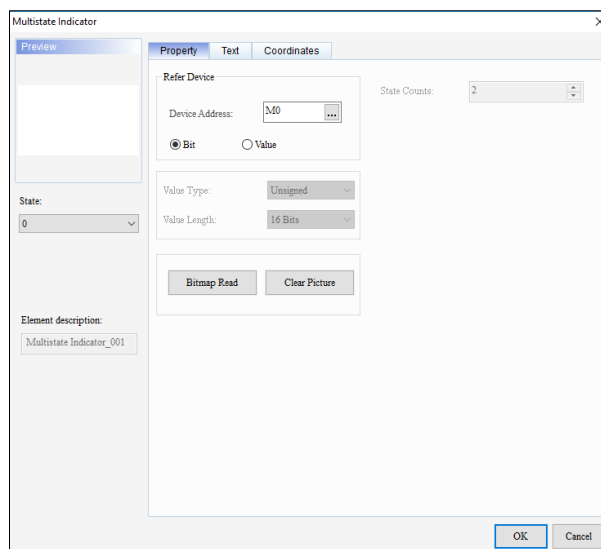 Multistate Indicator
Preview
Property Text Coordinates
Refer Device
Device Address: M0 ...
Bit Value
State Counts: 2
Value Type: Unsigned
Value Length: 16 Bits
State:
0
Bitmap Read Clear Picture
Element description:
Multistate Indicator_001
OK Cancel